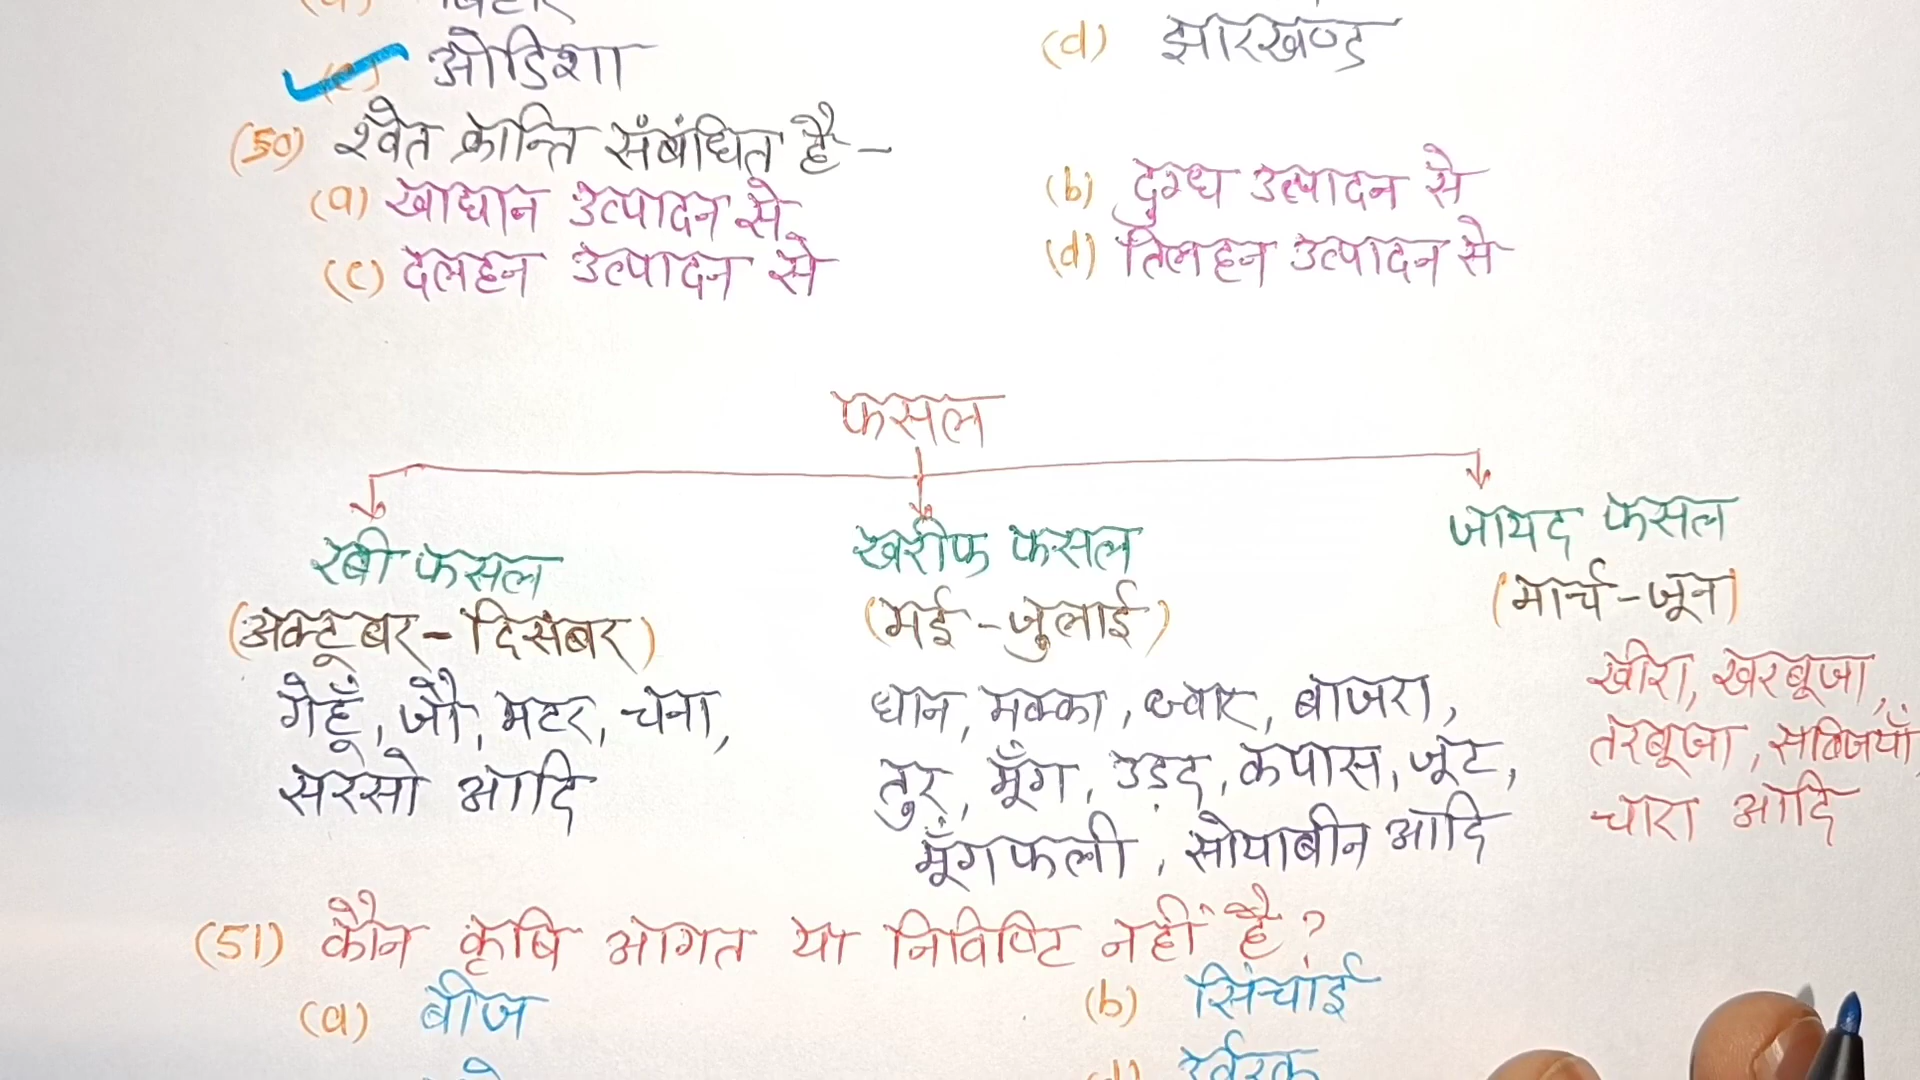 ओडिशा
(d) झारखण्ड
(50) श्वेत क्रान्ति संबंधित है -
(a) खाद्यान उत्पादन से
(b) दुग्ध उत्पादन से
(c) दलहन उत्पादन से
(d) तिलहन उत्पादन से
फसल
रबी फसल
(अक्टूबर - दिसंबर)
गेहूँ, जौ, मटर, चना,
सरसो आदि
खरीफ फसल
(मई - जुलाई)
धान, मक्का, ज्वार, बाजरा,
तुर, मूँग, उड़द, कपास, जूट,
मूँगफली, सोयाबीन आदि
जायद फसल
(मार्च - जून)
खीरा, खरबूजा,
तरबूजा, सब्जियाँ,
चारा आदि
(51) कौन कृषि आगत या निविष्टि नहीं है?
(a) बीज
(b) सिंचाई